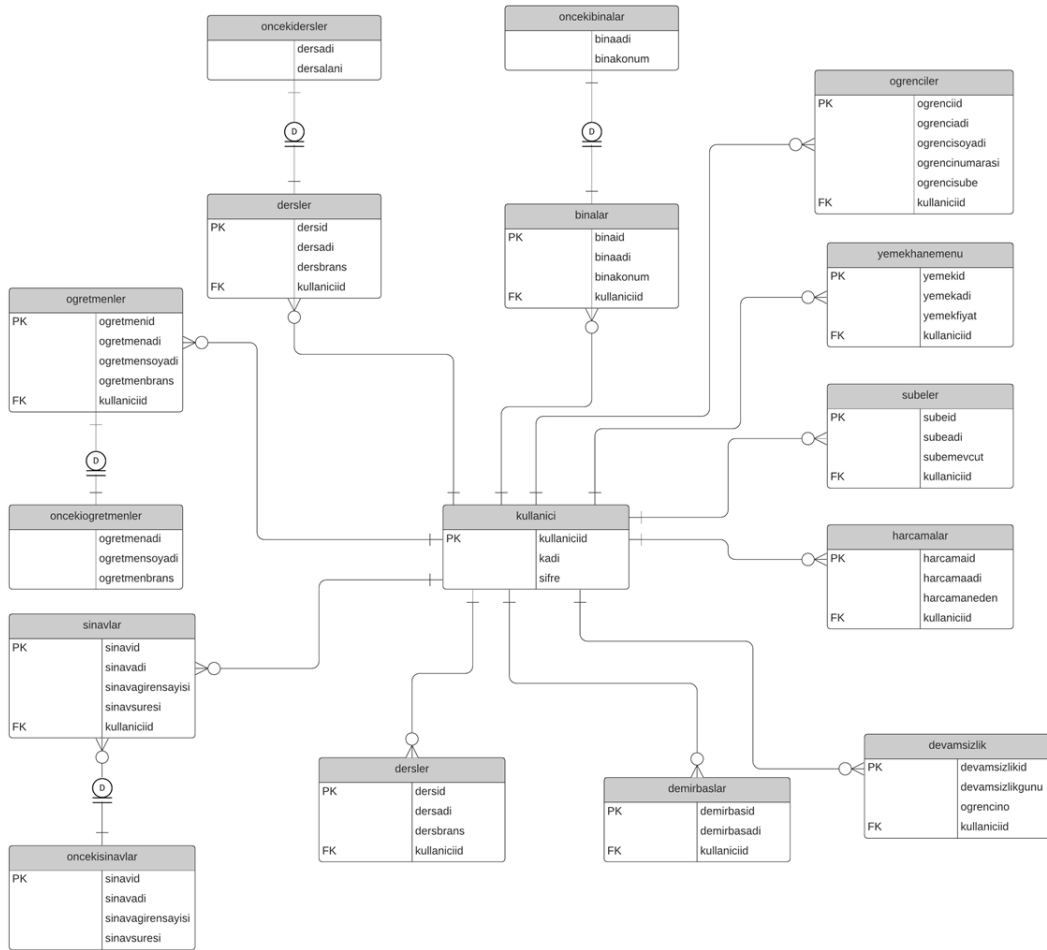 oncekidersler
dersadi
dersalani
D
dersler
PK dersid
dersadi
dersbrans
FK kullaniciid
oncekibinalar
binaadi
binakonum
D
binalar
PK binaid
binaadi
binakonum
FK kullaniciid
ogrenciler
PK ogrenciid
ogrenciadi
ogrencisoyadi
ogrencinumarasi
ogrencisube
FK kullaniciid
yemekhanemenu
PK yemekid
yemekadi
yemekfiyat
FK kullaniciid
ogretmenler
PK ogretmenid
ogretmenadi
ogretmensoyadi
ogretmenbrans
FK kullaniciid
D
oncekiogretmenler
ogretmenadi
ogretmensoyadi
ogretmenbrans
subeler
PK subeid
subeadi
subemevcut
FK kullaniciid
kullanici
PK kullaniciid
kadi
sifre
harcamalar
PK harcamaid
harcamaadi
harcamaneden
FK kullaniciid
sinavlar
PK sinavid
sinavadi
sinavagirensayisi
sinavsuresi
FK kullaniciid
D
oncekisinavlar
PK sinavid
sinavadi
sinavagirensayisi
sinavsuresi
dersler
PK dersid
dersadi
dersbrans
FK kullaniciid
demirbaslar
PK demirbasid
demirbasadi
FK kullaniciid
devamsizlik
PK devamsizlikid
devamsizlikgunu
ogrencino
FK kullaniciid